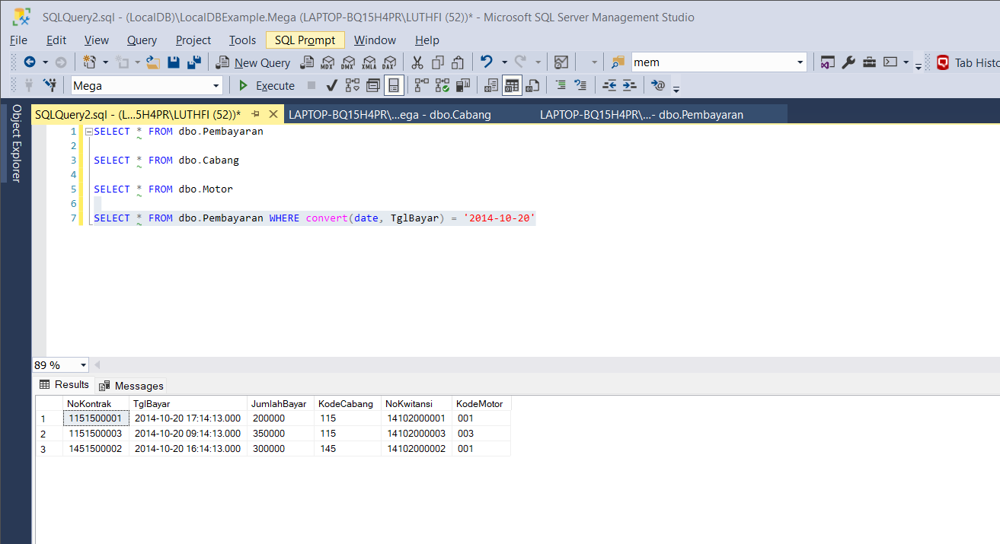 SQLQuery2.sql - (LocalDB)\LocalDBExample.Mega (LAPTOP-BQ15H4PR\LUTHFI (52))* - Microsoft SQL Server Management Studio
File Edit View Query Project Tools SQL Prompt Window Help
New Query MDX DMX XMLA DAX mem Tab Histo
Mega Execute
Object Explorer
SQLQuery2.sql - (L...5H4PR\LUTHFI (52))* LAPTOP-BQ15H4PR\...ega - dbo.Cabang LAPTOP-BQ15H4PR\...- dbo.Pembayaran
1 SELECT * FROM dbo.Pembayaran
2
3 SELECT * FROM dbo.Cabang
4
5 SELECT * FROM dbo.Motor
6
7 SELECT * FROM dbo.Pembayaran WHERE convert(date, TglBayar) = '2014-10-20'
89 %
Results Messages
NoKontrak TglBayar JumlahBayar KodeCabang NoKwitansi KodeMotor
1 1151500001 2014-10-20 17:14:13.000 200000 115 14102000001 001
2 1151500003 2014-10-20 09:14:13.000 350000 115 14102000003 003
3 1451500002 2014-10-20 16:14:13.000 300000 145 14102000002 001